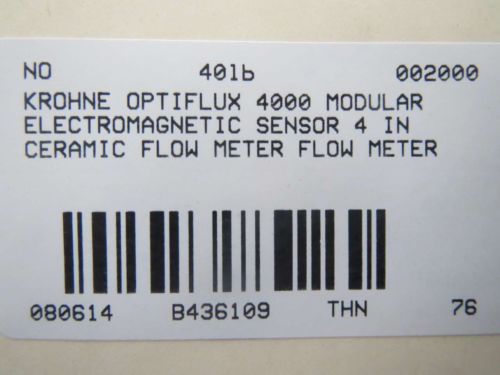 NO 401b 002000
KROHNE OPTIFLUX 4000 MODULAR
ELECTROMAGNETIC SENSOR 4 IN
CERAMIC FLOW METER FLOW METER
080614 B436109 THN 76